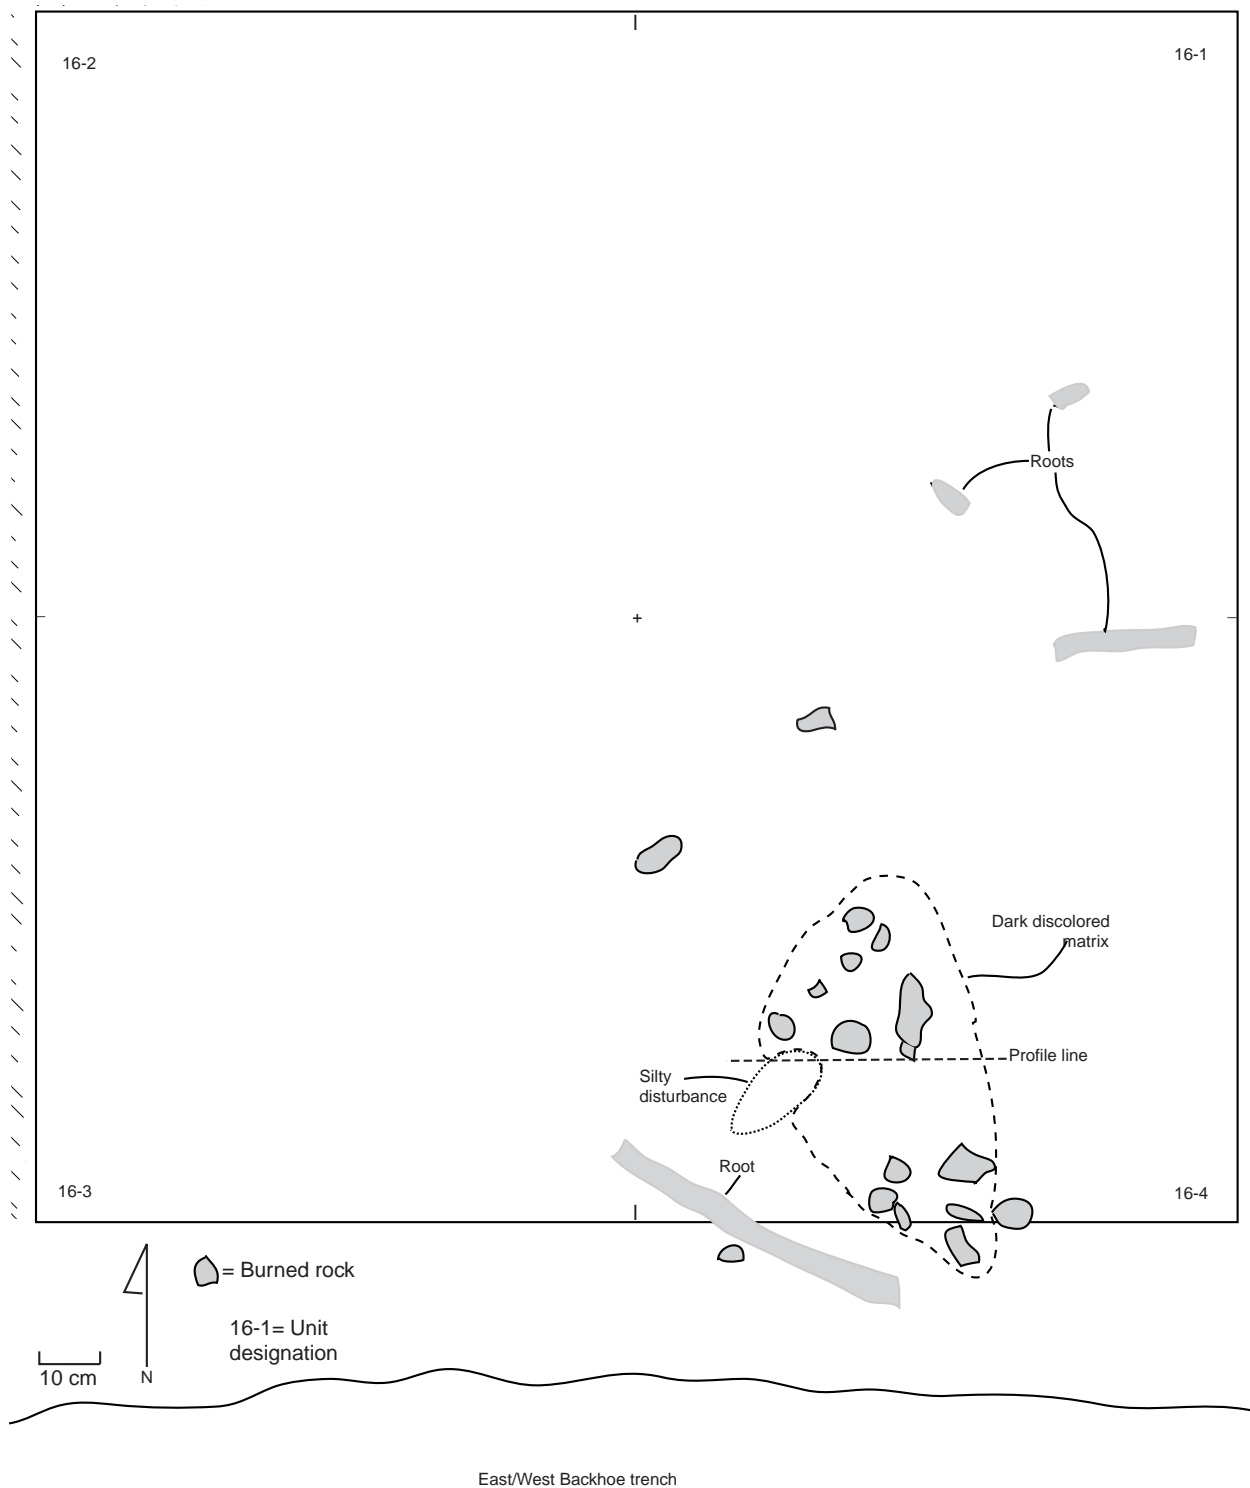 16-2
16-1
Roots
Dark discolored
matrix
Profile line
Silty
disturbance
Root
16-3
16-4
= Burned rock
16-1= Unit
designation
10 cm
N
East/West Backhoe trench